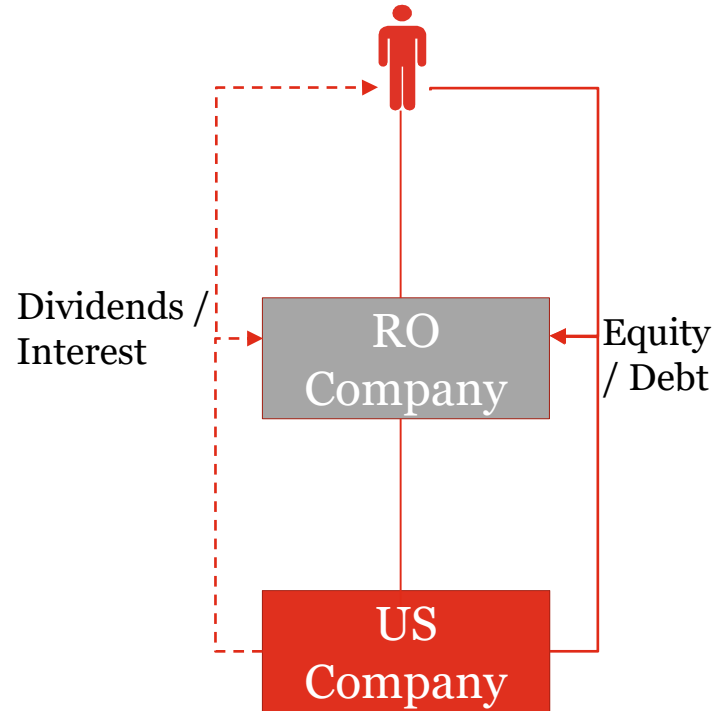 Dividends /
Interest
RO
Company
Equity
/ Debt
US
Company